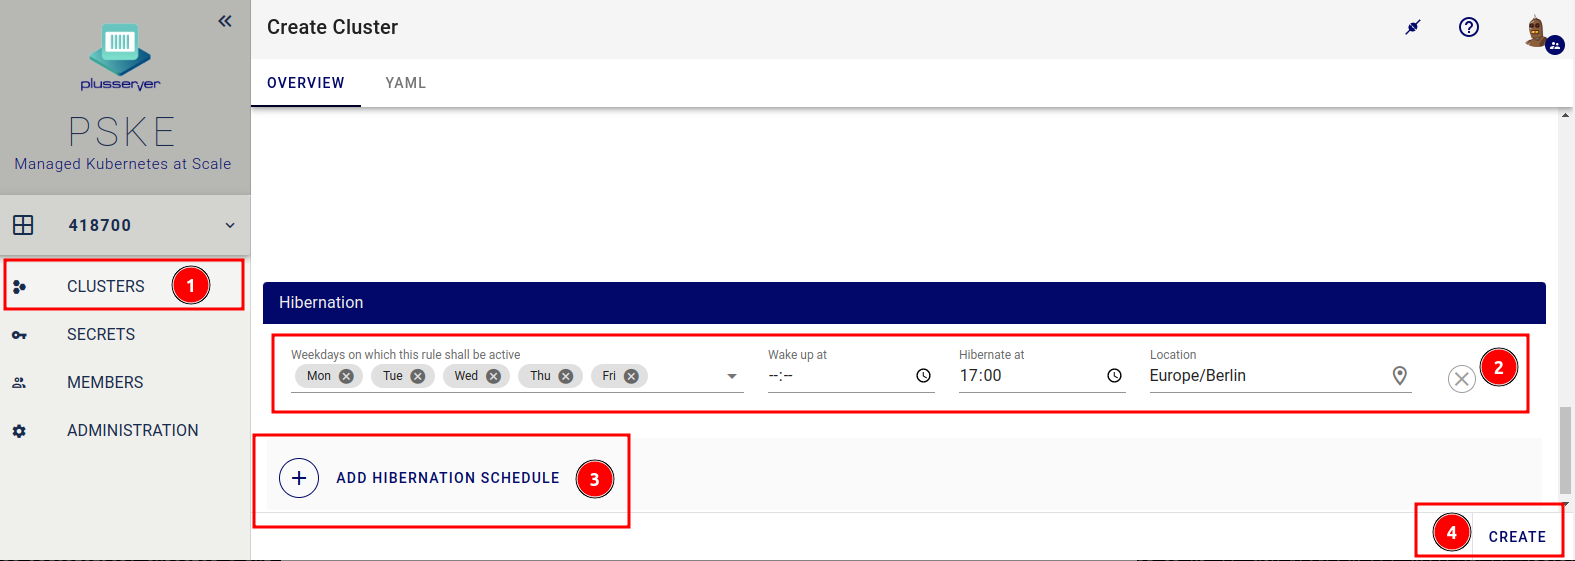 plusserver
PSKE
Managed Kubernetes at Scale
418700
CLUSTERS 1
SECRETS
MEMBERS
ADMINISTRATION
Create Cluster
OVERVIEW YAML
Hibernation
Weekdays on which this rule shall be active Wake up at Hibernate at Location
Mon Tue Wed Thu Fri --:-- 17:00 Europe/Berlin 2
ADD HIBERNATION SCHEDULE 3
4 CREATE